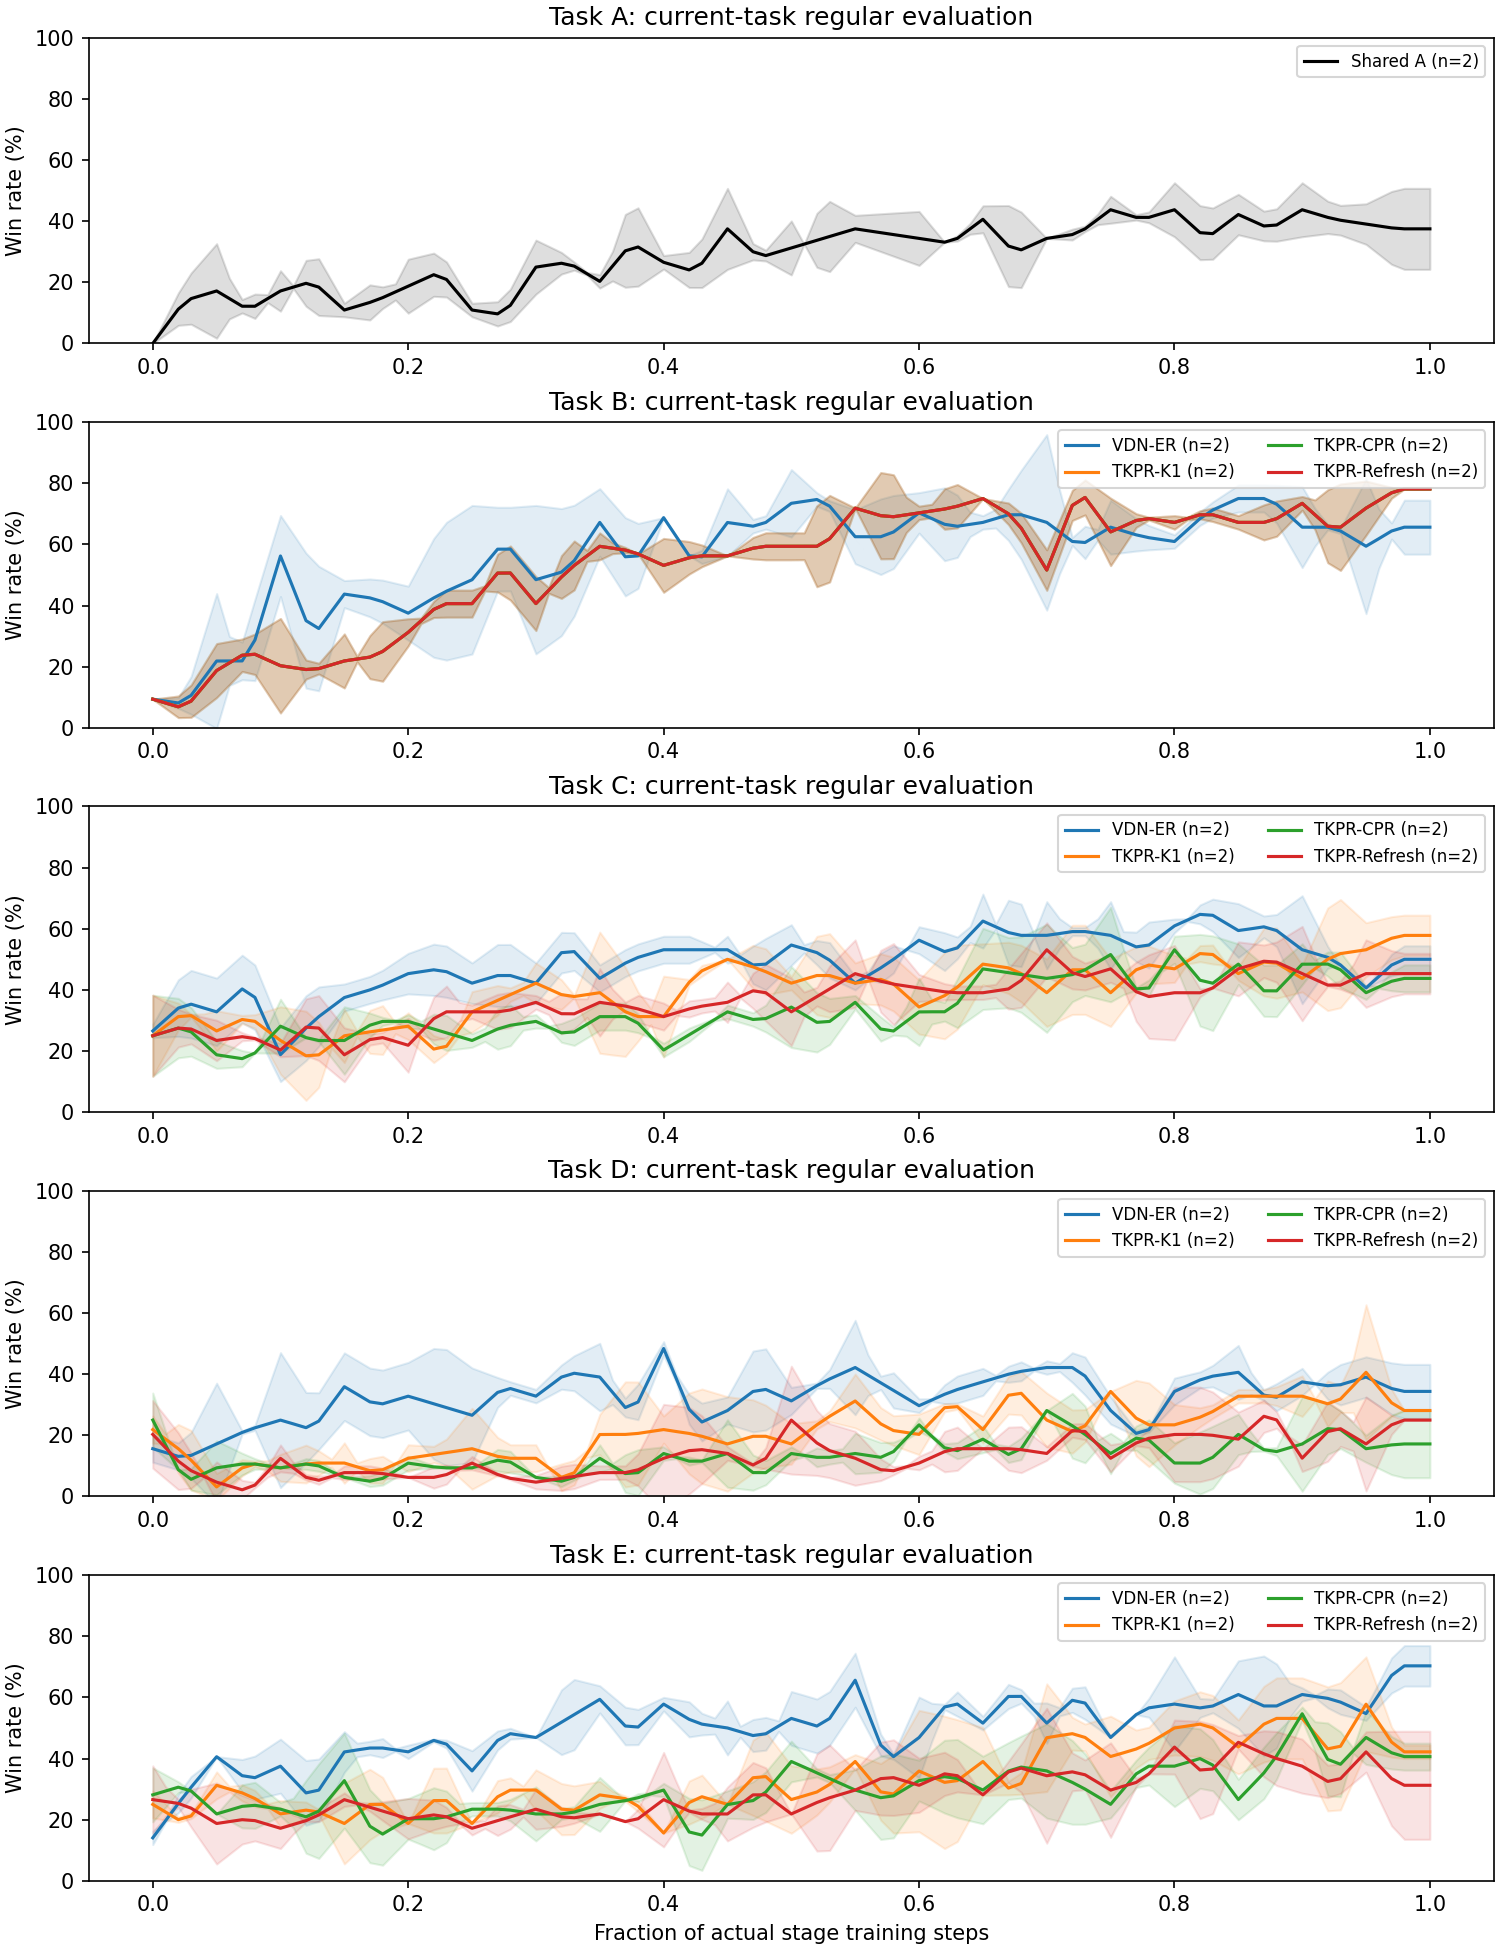 Task A: current-task regular evaluation
Win rate (%)
100
80
60
40
20
0
Shared A (n=2)
0.0 0.2 0.4 0.6 0.8 1.0
Task B: current-task regular evaluation
Win rate (%)
100
80
60
40
20
0
VDN-ER (n=2) TKPR-CPR (n=2)
TKPR-K1 (n=2) TKPR-Refresh (n=2)
0.0 0.2 0.4 0.6 0.8 1.0
Task C: current-task regular evaluation
Win rate (%)
100
80
60
40
20
0
VDN-ER (n=2) TKPR-CPR (n=2)
TKPR-K1 (n=2) TKPR-Refresh (n=2)
0.0 0.2 0.4 0.6 0.8 1.0
Task D: current-task regular evaluation
Win rate (%)
100
80
60
40
20
0
VDN-ER (n=2) TKPR-CPR (n=2)
TKPR-K1 (n=2) TKPR-Refresh (n=2)
0.0 0.2 0.4 0.6 0.8 1.0
Task E: current-task regular evaluation
Win rate (%)
100
80
60
40
20
0
VDN-ER (n=2) TKPR-CPR (n=2)
TKPR-K1 (n=2) TKPR-Refresh (n=2)
0.0 0.2 0.4 0.6 0.8 1.0
Fraction of actual stage training steps